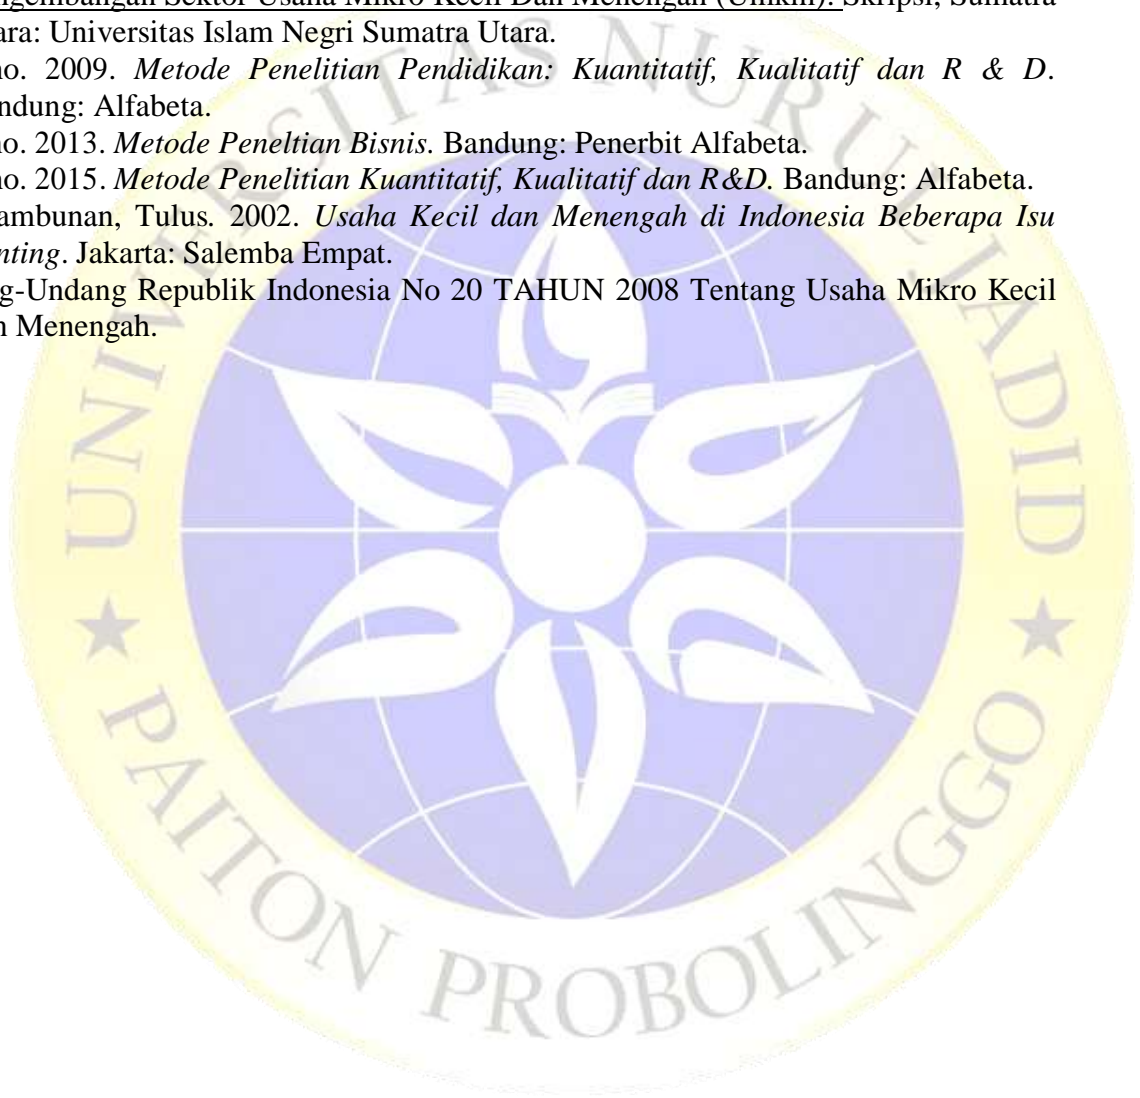 ngembangan Sektor Usaha Mikro Kecil Dan Menengah (Umkm). Skripsi, Sumatra
ara: Universitas Islam Negri Sumatra Utara.
no. 2009. Metode Penelitian Pendidikan: Kuantitatif, Kualitatif dan R & D.
ndung: Alfabeta.
no. 2013. Metode Peneltian Bisnis. Bandung: Penerbit Alfabeta.
no. 2015. Metode Penelitian Kuantitatif, Kualitatif dan R&D. Bandung: Alfabeta.
ambunan, Tulus. 2002. Usaha Kecil dan Menengah di Indonesia Beberapa Isu
nting. Jakarta: Salemba Empat.
g-Undang Republik Indonesia No 20 TAHUN 2008 Tentang Usaha Mikro Kecil
n Menengah.
UNIVERSITAS NURUL JADID
PAITON PROBOLINGGO